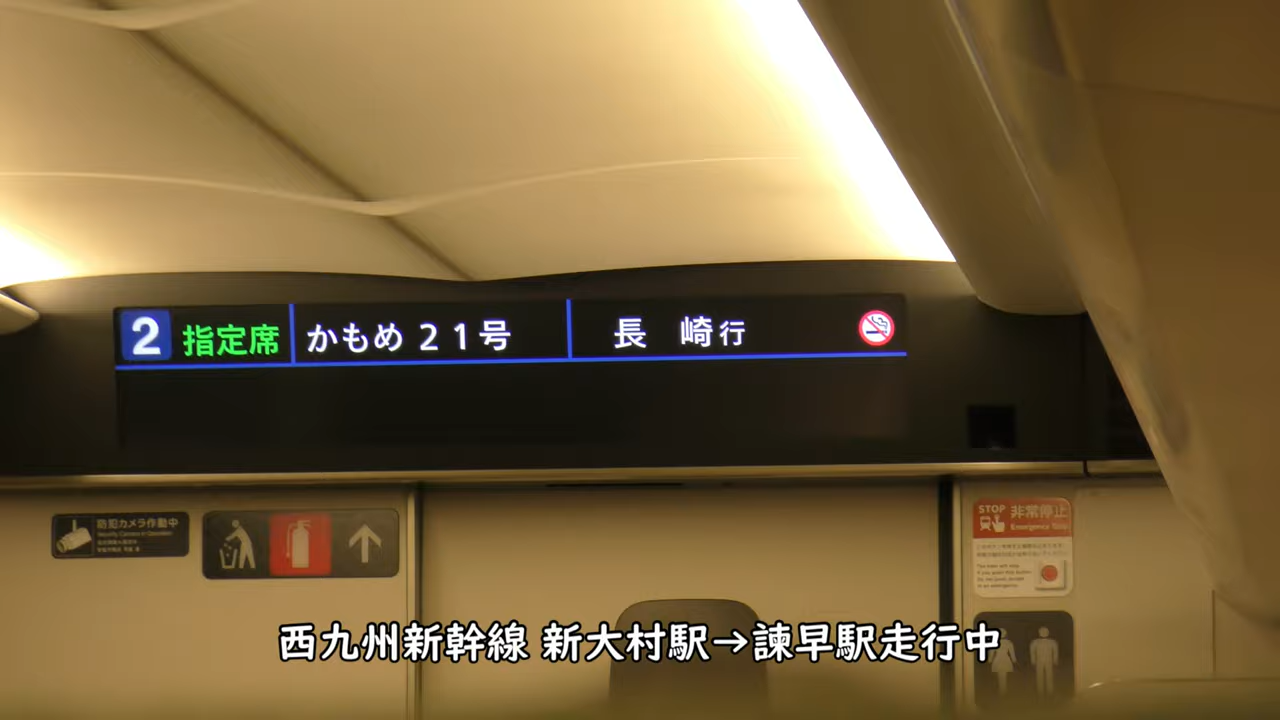 2 指定席 かもめ 21号 長 崎行
防犯カメラ作動中
STOP 非常停止
西九州新幹線 新大村駅→諫早駅走行中